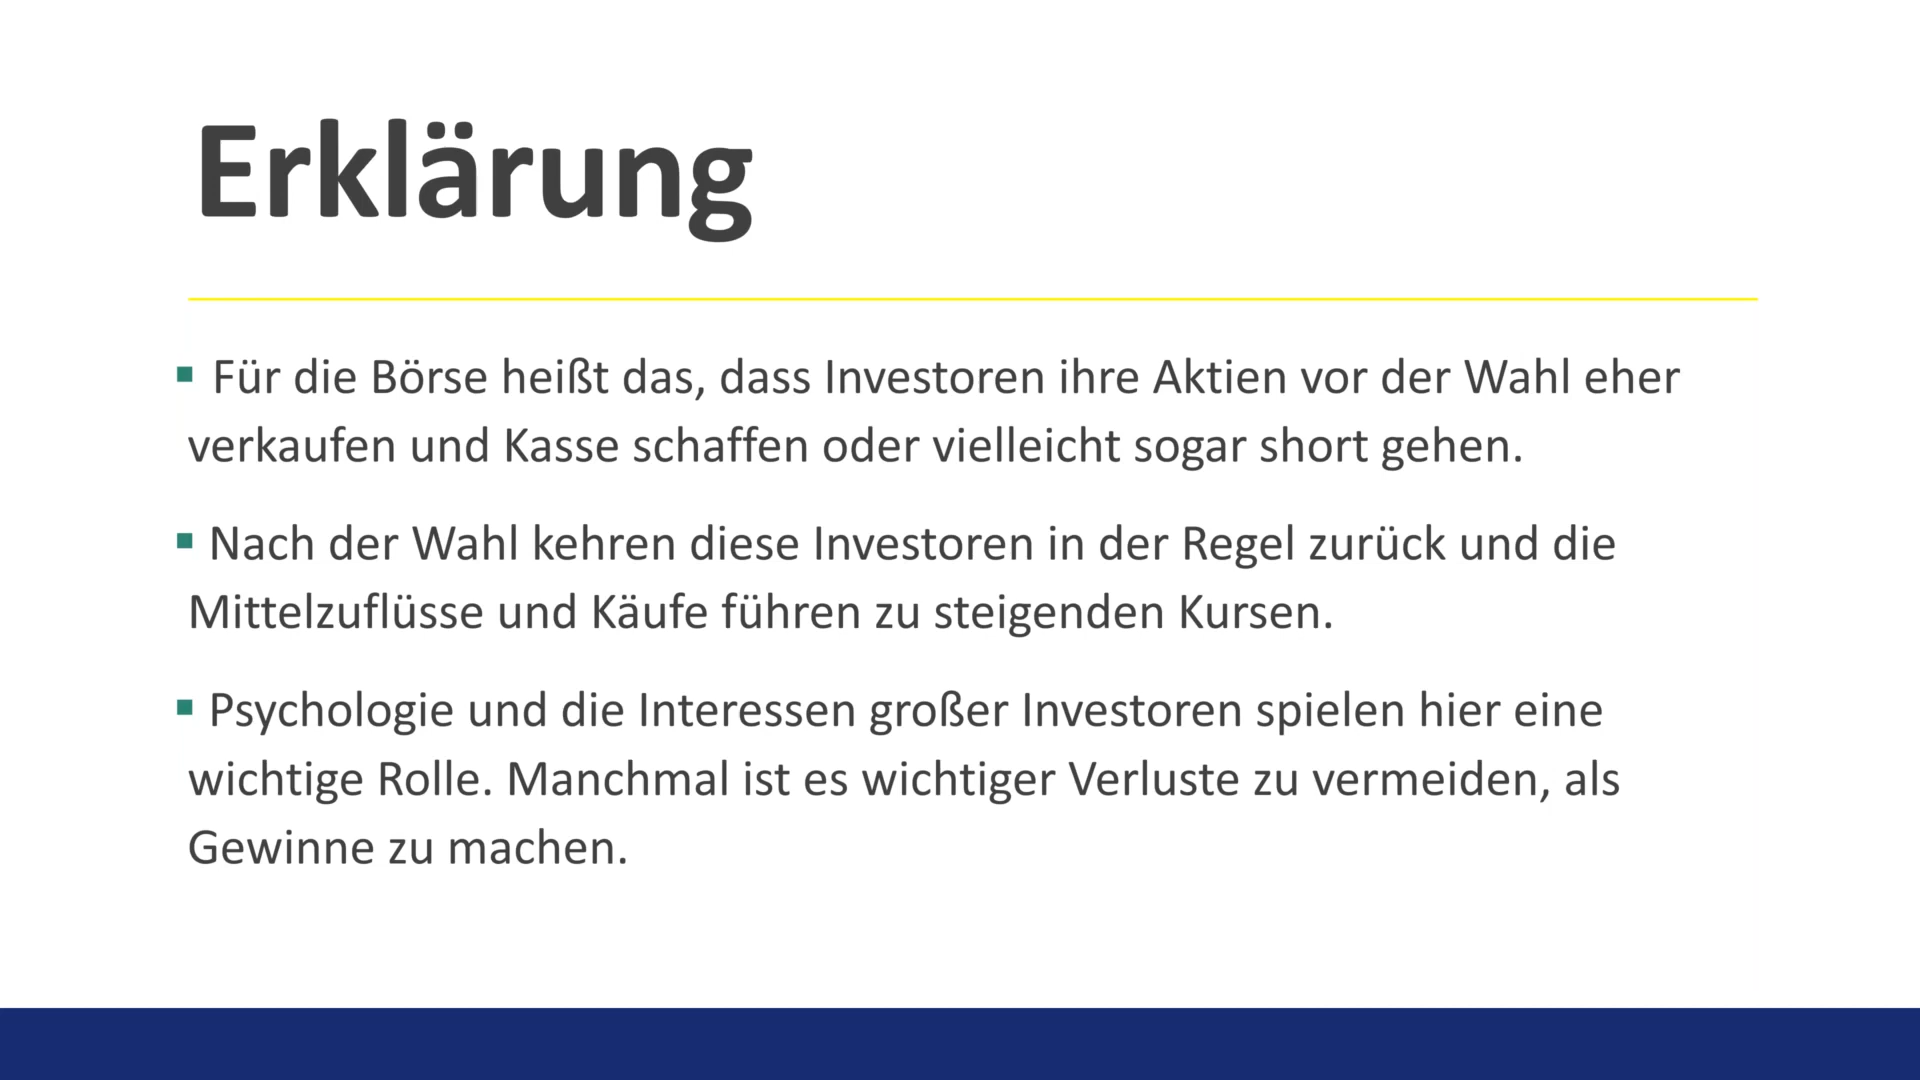 Erklärung
▪ Für die Börse heißt das, dass Investoren ihre Aktien vor der Wahl eher
verkaufen und Kasse schaffen oder vielleicht sogar short gehen.
▪ Nach der Wahl kehren diese Investoren in der Regel zurück und die
Mittelzuflüsse und Käufe führen zu steigenden Kursen.
▪ Psychologie und die Interessen großer Investoren spielen hier eine
wichtige Rolle. Manchmal ist es wichtiger Verluste zu vermeiden, als
Gewinne zu machen.